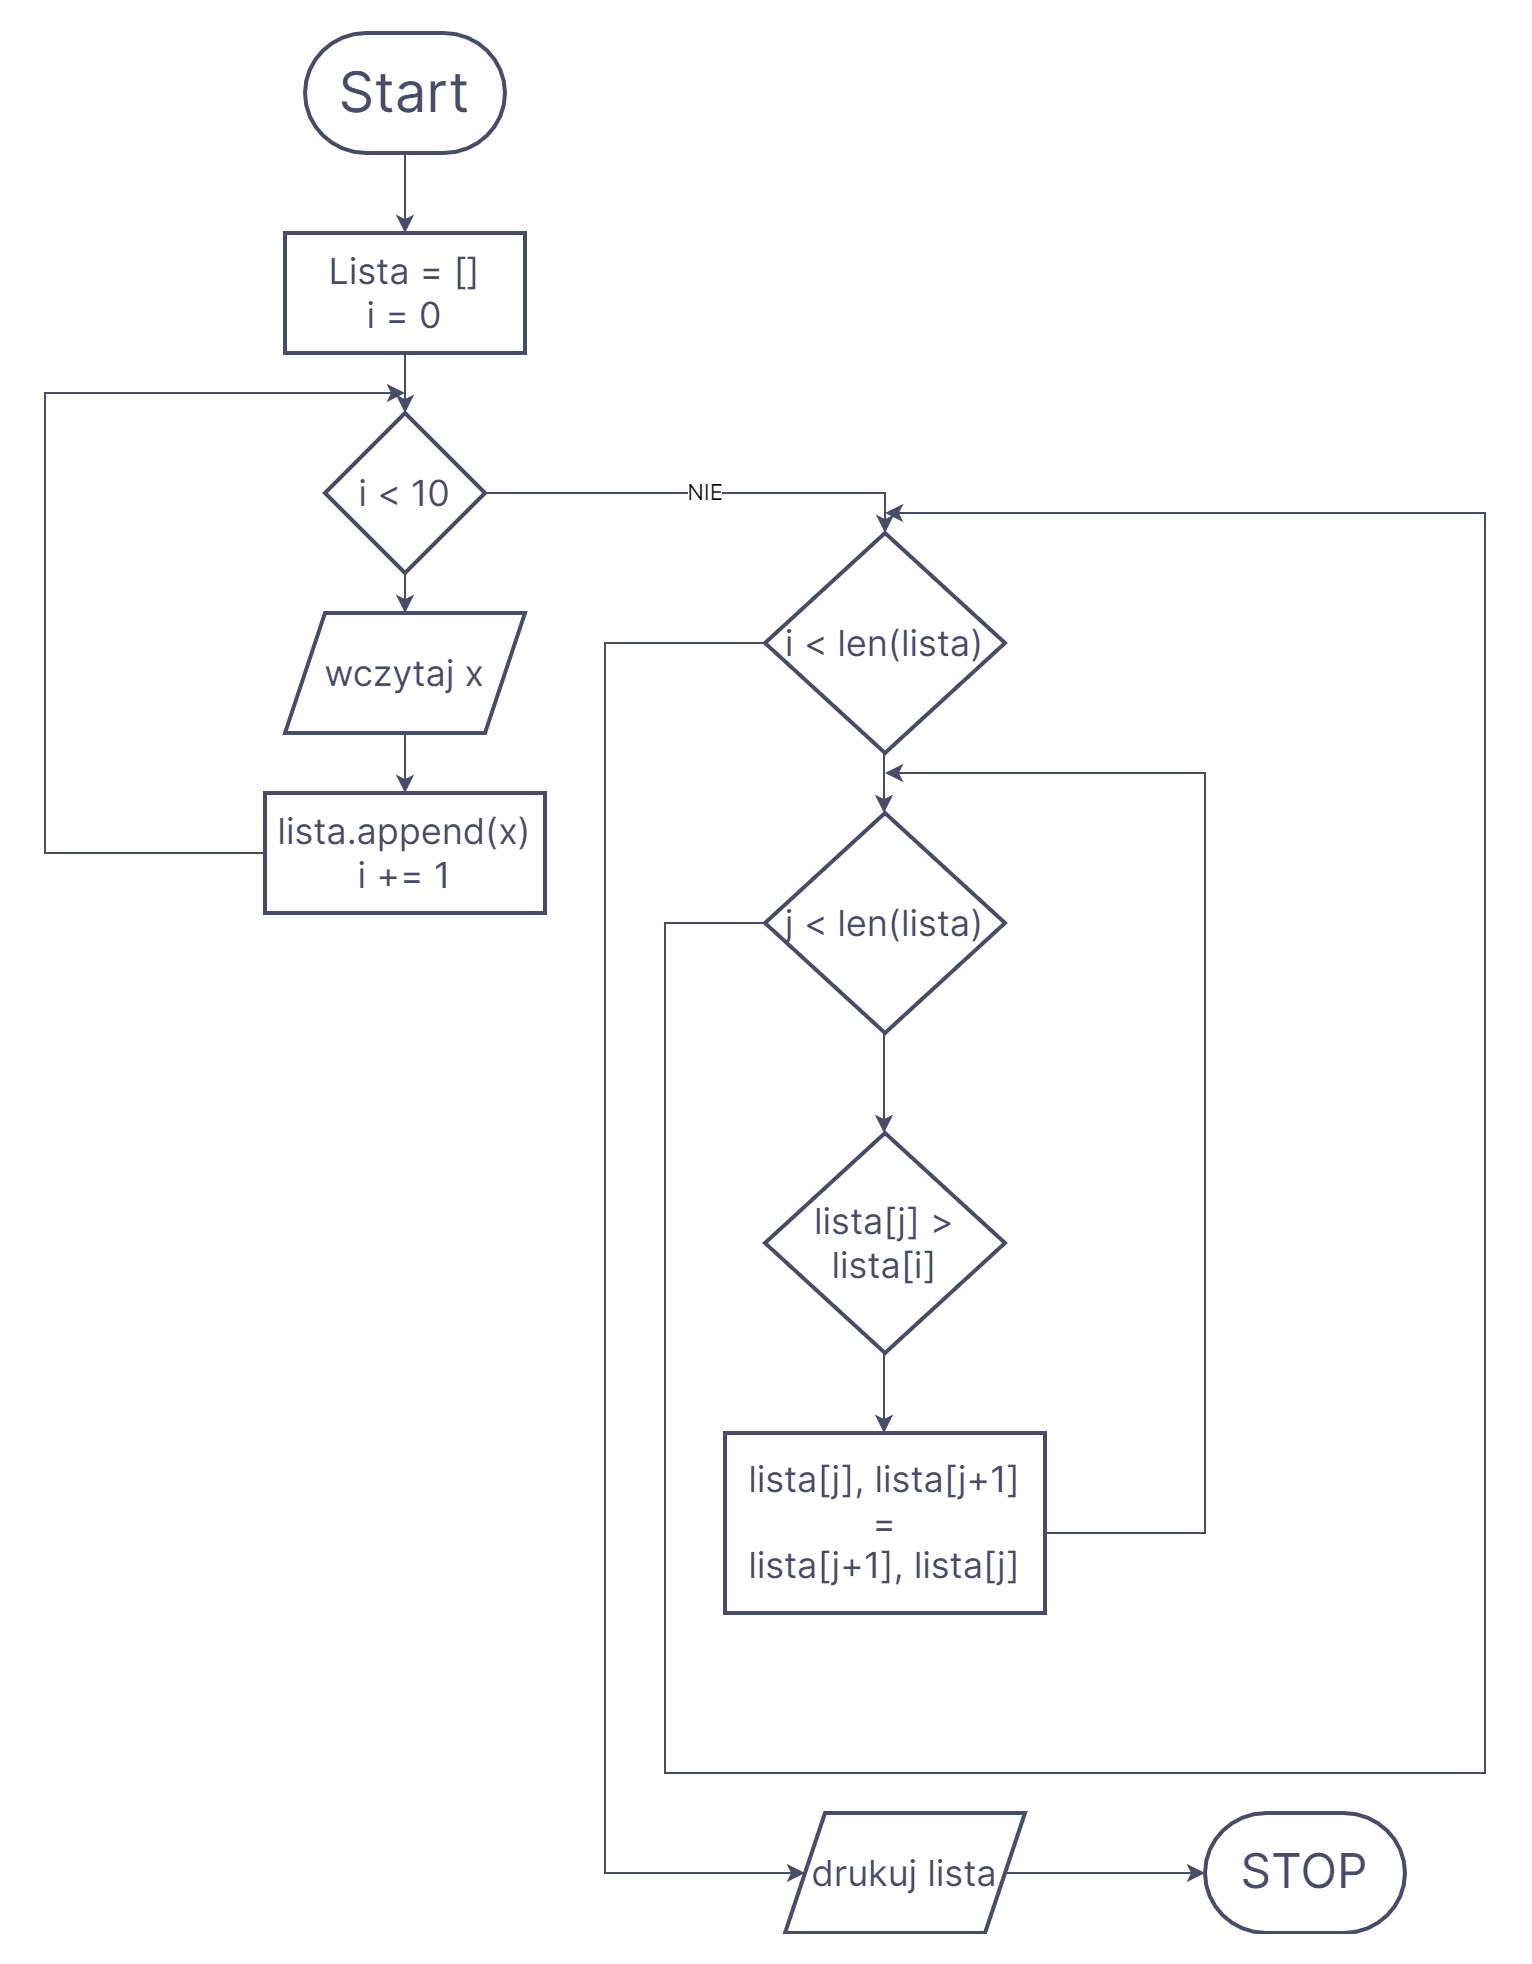 Start
Lista = []
i = 0
i < 10
NIE
wczytaj x
lista.append(x)
i += 1
i < len(lista)
j < len(lista)
lista[j] >
lista[i]
lista[j], lista[j+1]
=
lista[j+1], lista[j]
drukuj lista
STOP